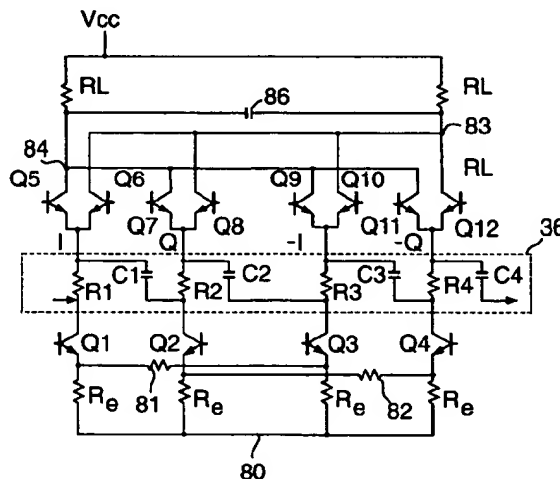 Vcc
RL 86 RL
84 83
RL
Q5 Q6 Q7 Q8 Q9 Q10 Q11 Q12
I Q -I -Q 36
R1 C1 R2 C2 R3 C3 R4 C4
Q1 Q2 Q3 Q4
81 82
Re Re Re Re
80